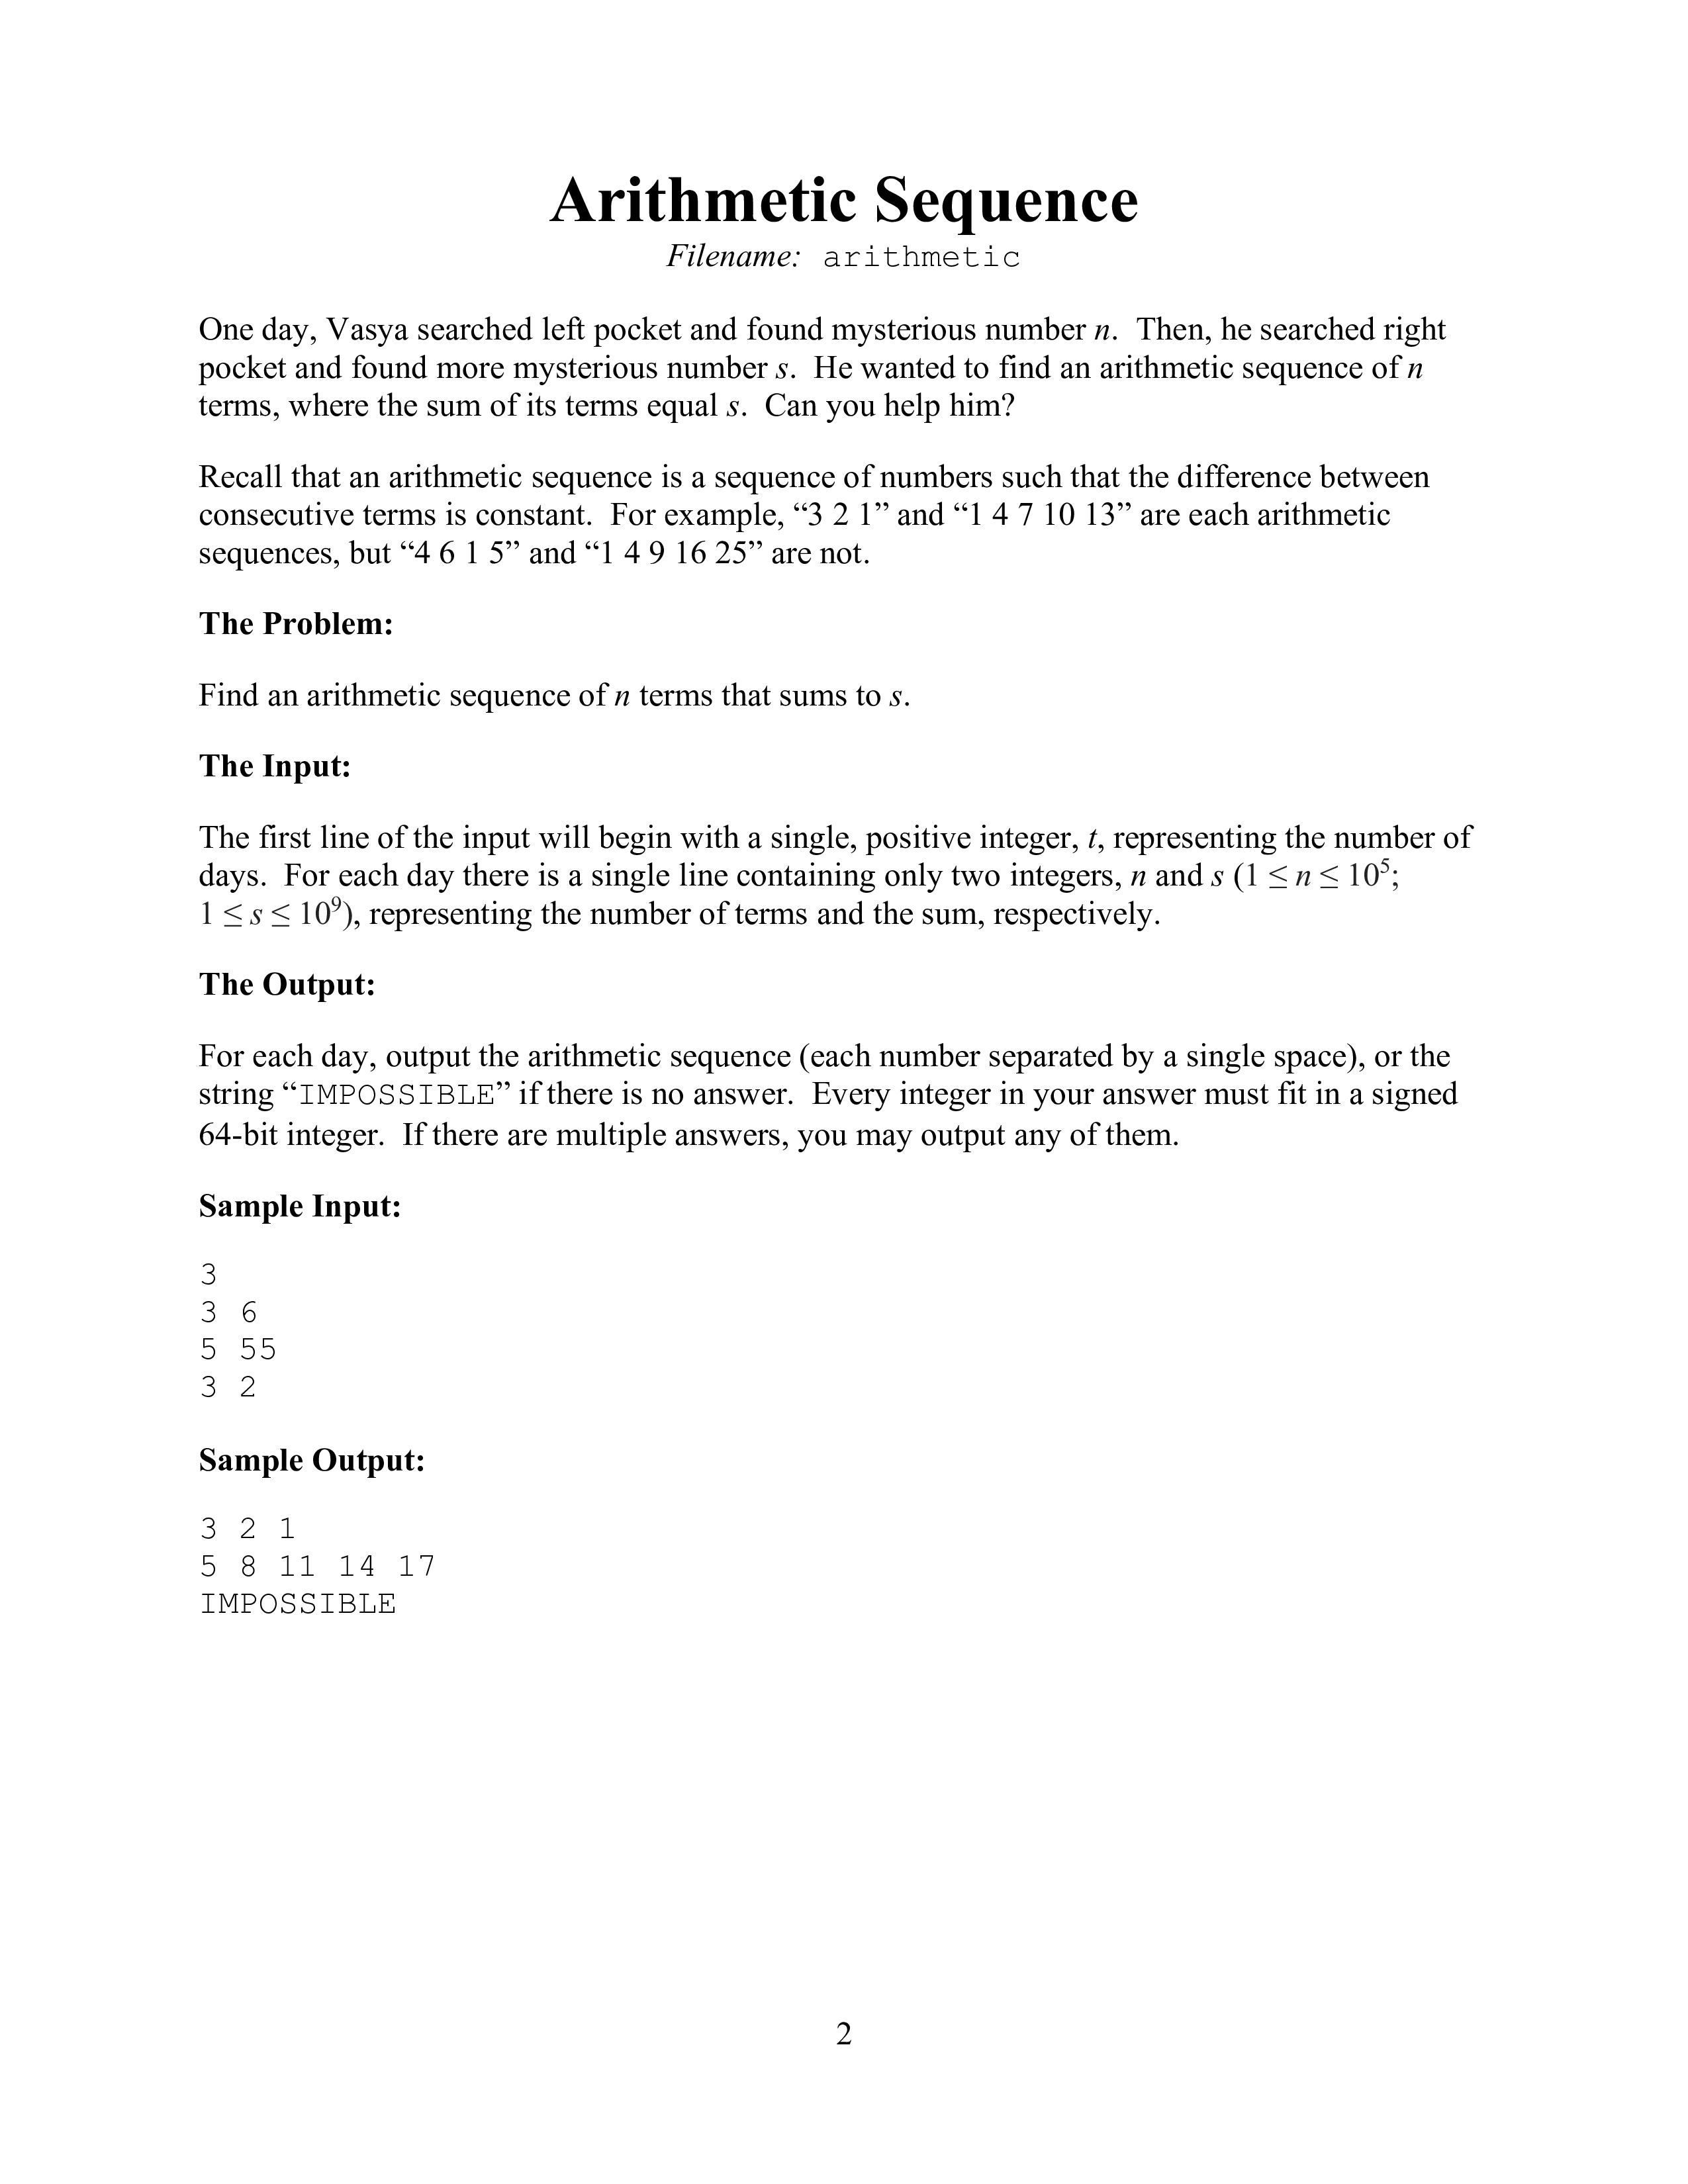 Arithmetic Sequence
Filename: arithmetic
One day, Vasya searched left pocket and found mysterious number n. Then, he searched right
pocket and found more mysterious number s. He wanted to find an arithmetic sequence of n
terms, where the sum of its terms equal s. Can you help him?
Recall that an arithmetic sequence is a sequence of numbers such that the difference between
consecutive terms is constant. For example, “3 2 1” and “1 4 7 10 13” are each arithmetic
sequences, but “4 6 1 5” and “1 4 9 16 25” are not.
The Problem:
Find an arithmetic sequence of n terms that sums to s.
The Input:
The first line of the input will begin with a single, positive integer, t, representing the number of
days. For each day there is a single line containing only two integers, n and s (1 ≤ n ≤ 10⁵;
1 ≤ s ≤ 10⁹), representing the number of terms and the sum, respectively.
The Output:
For each day, output the arithmetic sequence (each number separated by a single space), or the
string “IMPOSSIBLE” if there is no answer. Every integer in your answer must fit in a signed
64-bit integer. If there are multiple answers, you may output any of them.
Sample Input:
3
3 6
5 55
3 2
Sample Output:
3 2 1
5 8 11 14 17
IMPOSSIBLE
2